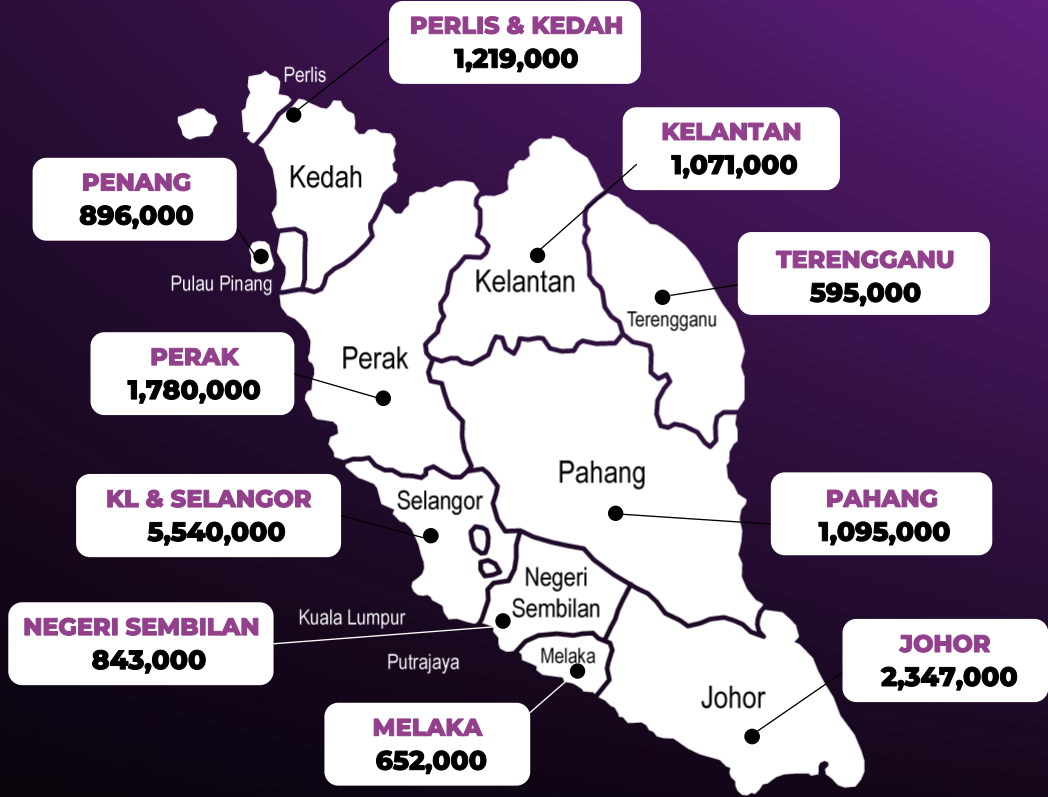 PERLIS & KEDAH
1,219,000
Perlis
KELANTAN
1,071,000
Kedah
PENANG
896,000
TERENGGANU
595,000
Pulau Pinang
Kelantan
Terengganu
PERAK
1,780,000
Perak
Pahang
KL & SELANGOR
5,540,000
Selangor
PAHANG
1,095,000
Negeri
Sembilan
Kuala Lumpur
NEGERI SEMBILAN
843,000
Putrajaya
Melaka
JOHOR
2,347,000
Johor
MELAKA
652,000